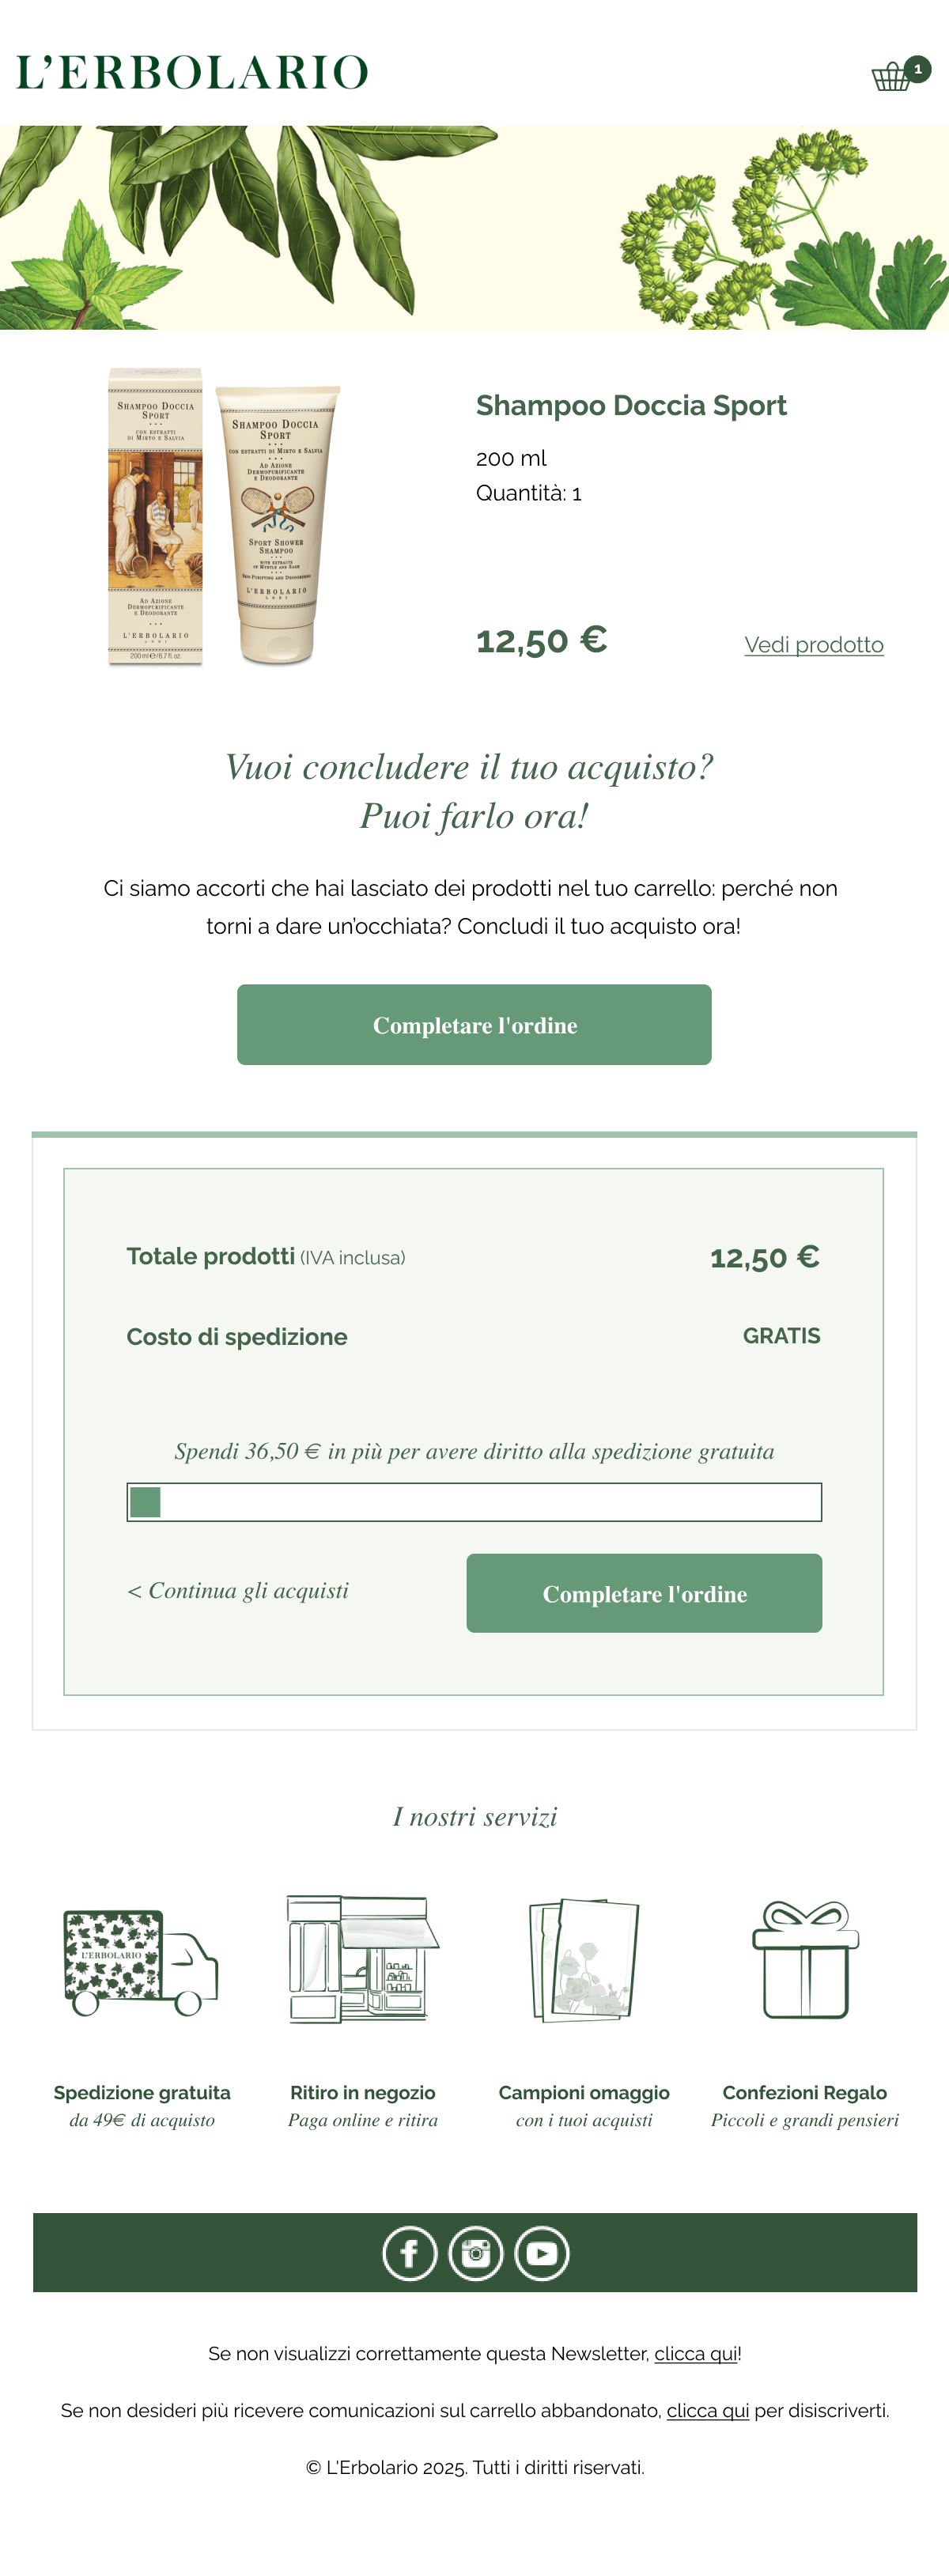 L'ERBOLARIO
1
SHAMPOO DOCCIA
SPORT
CON ESTRATTI
DI MIRTO E SALVIA
AD AZIONE
DERMOPURIFICANTE
E DEODORANTE
L'ERBOLARIO
LODI
200 ml e/6.7 fl. oz.
SHAMPOO DOCCIA
SPORT
CON ESTRATTI DI MIRTO E SALVIA
AD AZIONE
DERMOPURIFICANTE
E DEODORANTE
SPORT SHOWER
SHAMPOO
WITH EXTRACTS
OF MYRTLE AND SAGE
SKIN PURIFYING AND DEODORISING
L'ERBOLARIO
LODI
Shampoo Doccia Sport
200 ml
Quantità: 1
12,50 €
Vedi prodotto
Vuoi concludere il tuo acquisto?
Puoi farlo ora!
Ci siamo accorti che hai lasciato dei prodotti nel tuo carrello: perché non
torni a dare un'occhiata? Concludi il tuo acquisto ora!
Completare l'ordine
Totale prodotti (IVA inclusa) 12,50 €
Costo di spedizione GRATIS
Spendi 36,50 € in più per avere diritto alla spedizione gratuita
< Continua gli acquisti
Completare l'ordine
I nostri servizi
L'ERBOLARIO
Spedizione gratuita
da 49€ di acquisto
Ritiro in negozio
Paga online e ritira
Campioni omaggio
con i tuoi acquisti
Confezioni Regalo
Piccoli e grandi pensieri
Se non visualizzi correttamente questa Newsletter, clicca qui!
Se non desideri più ricevere comunicazioni sul carrello abbandonato, clicca qui per disiscriverti.
© L'Erbolario 2025. Tutti i diritti riservati.